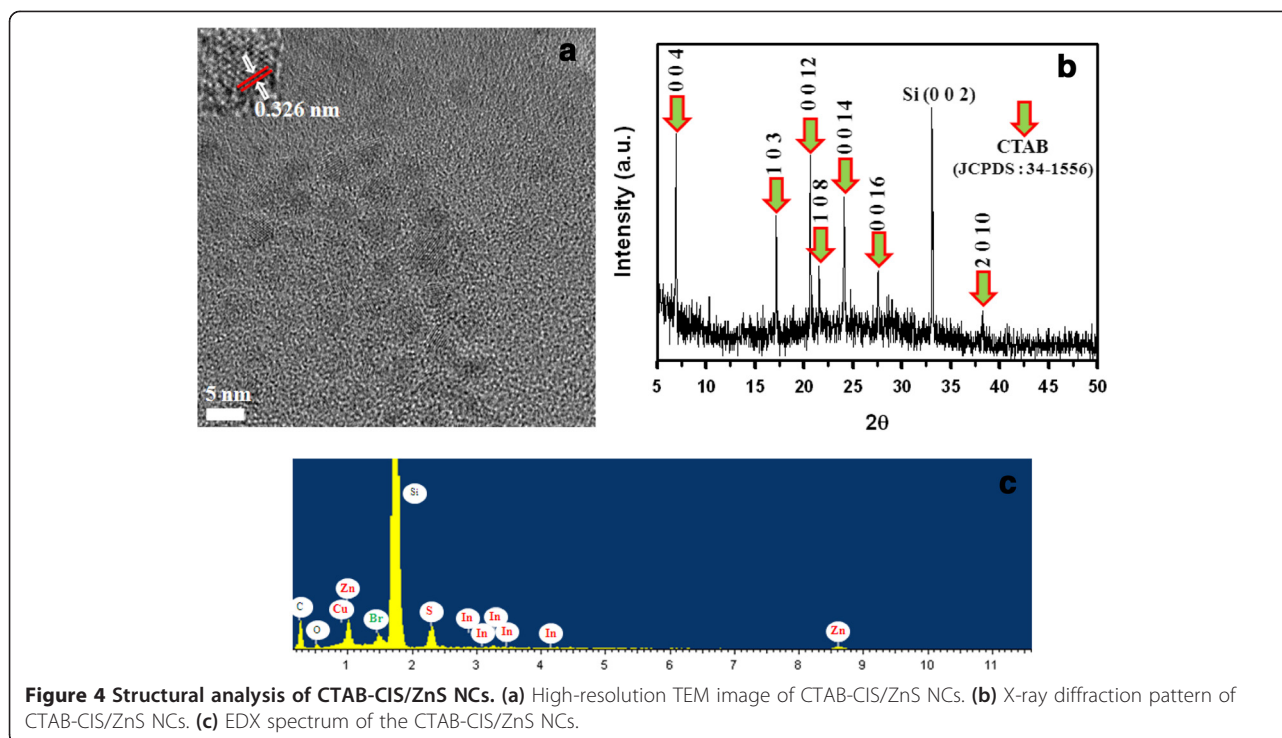 a
0.326 nm
5 nm
b
Intensity (a.u.)
0 0 4
1 0 3
0 0 12
1 0 8
0 0 14
0 0 16
Si (0 0 2)
2 0 10
CTAB
(JCPDS : 34-1556)
5 10 15 20 25 30 35 40 45 50
2θ
c
C
O
Cu
Zn
Br
Si
S
In
In
In
In
In
Zn
1 2 3 4 5 6 7 8 9 10 11
Figure 4 Structural analysis of CTAB-CIS/ZnS NCs. (a) High-resolution TEM image of CTAB-CIS/ZnS NCs. (b) X-ray diffraction pattern of
CTAB-CIS/ZnS NCs. (c) EDX spectrum of the CTAB-CIS/ZnS NCs.